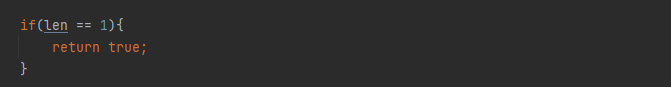 if(len == 1){
    return true;
}